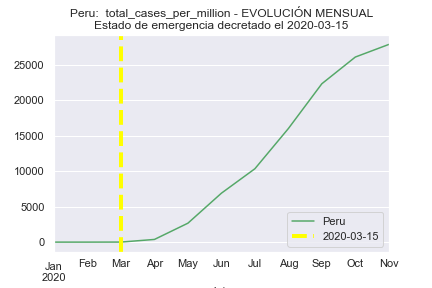 Peru: total_cases_per_million - EVOLUCIÓN MENSUAL
Estado de emergencia decretado el 2020-03-15
25000
20000
15000
10000
5000
0
Jan Feb Mar Apr May Jun Jul Aug Sep Oct Nov
2020
Peru
2020-03-15